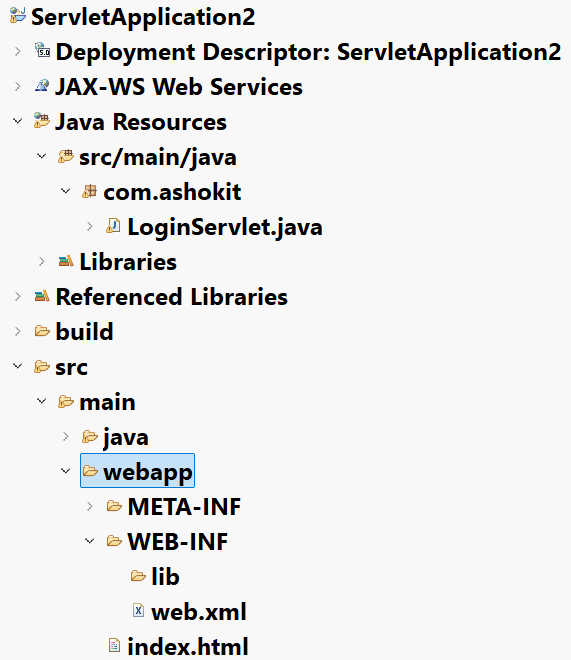 ServletApplication2
Deployment Descriptor: ServletApplication2
JAX-WS Web Services
Java Resources
src/main/java
com.ashokit
LoginServlet.java
Libraries
Referenced Libraries
build
src
main
java
webapp
META-INF
WEB-INF
lib
web.xml
index.html